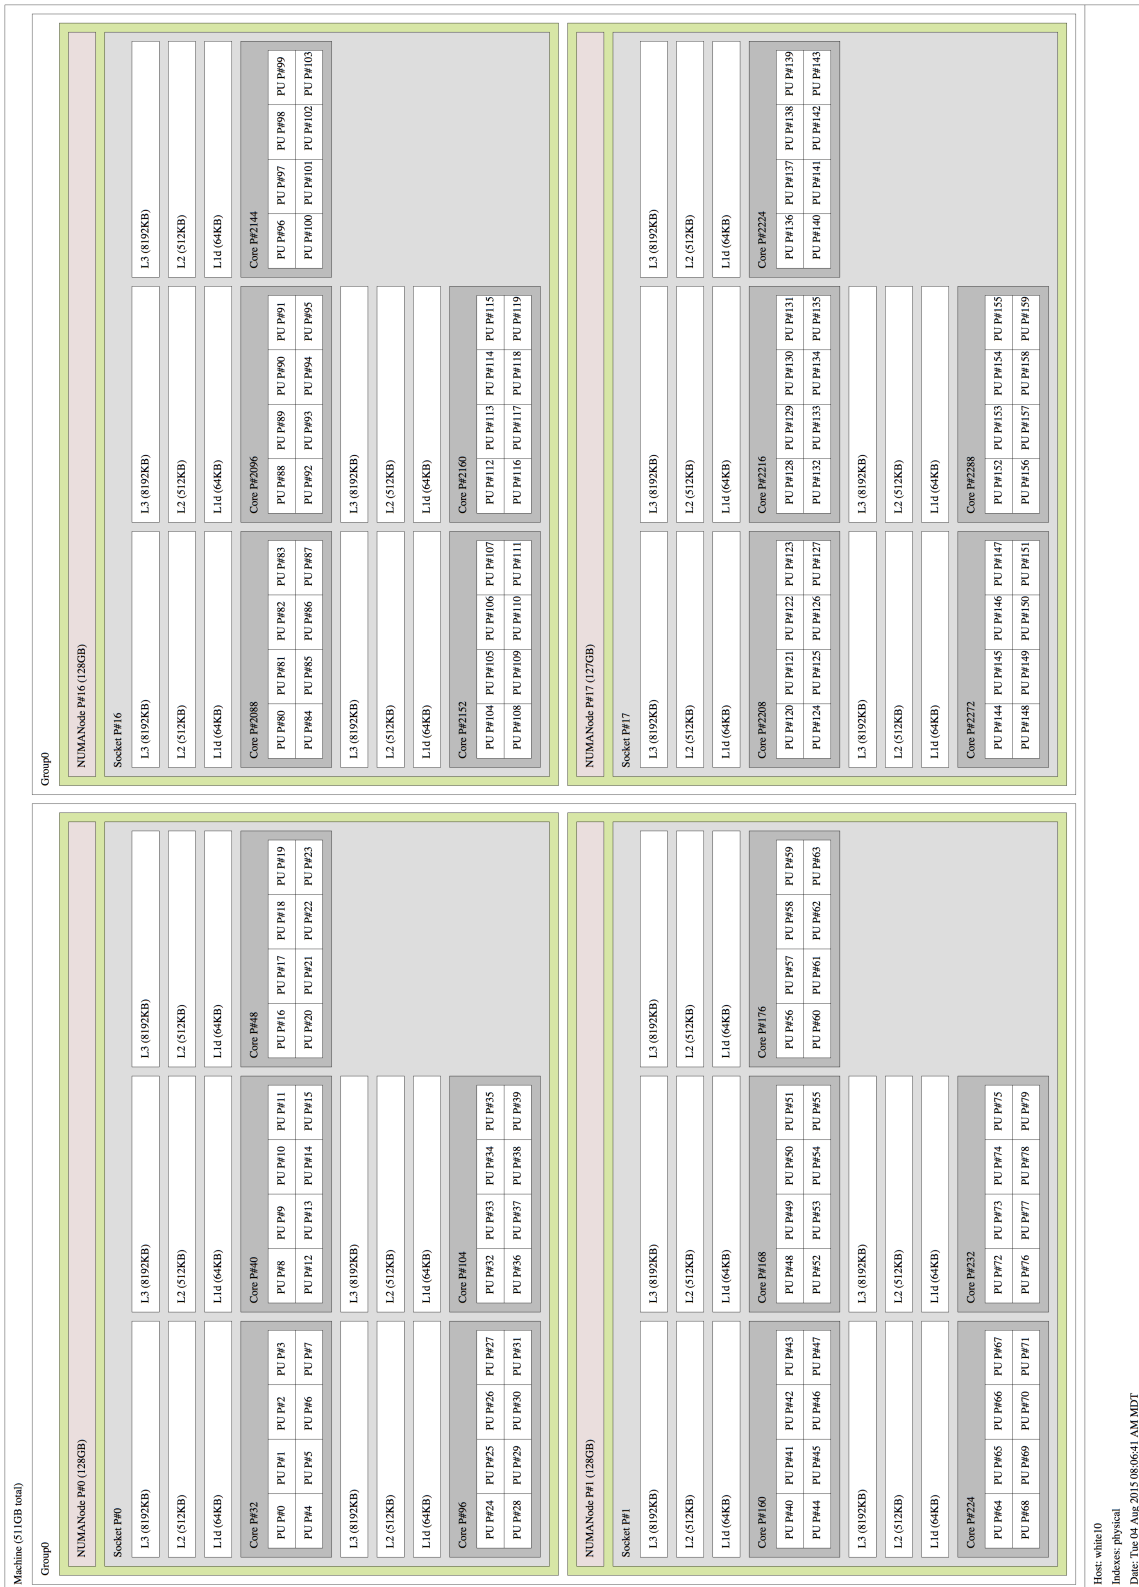 Machine (511GB total)
Group0
NUMANode P#0 (128GB)
Socket P#0
L3 (8192KB) L3 (8192KB) L3 (8192KB)
L2 (512KB) L2 (512KB) L2 (512KB)
L1d (64KB) L1d (64KB) L1d (64KB)
Core P#32 Core P#40 Core P#48
PU P#0 PU P#1 PU P#2 PU P#3 PU P#8 PU P#9 PU P#10 PU P#11 PU P#16 PU P#17 PU P#18 PU P#19
PU P#4 PU P#5 PU P#6 PU P#7 PU P#12 PU P#13 PU P#14 PU P#15 PU P#20 PU P#21 PU P#22 PU P#23
L3 (8192KB) L3 (8192KB)
L2 (512KB) L2 (512KB)
L1d (64KB) L1d (64KB)
Core P#96 Core P#104
PU P#24 PU P#25 PU P#26 PU P#27 PU P#32 PU P#33 PU P#34 PU P#35
PU P#28 PU P#29 PU P#30 PU P#31 PU P#36 PU P#37 PU P#38 PU P#39
NUMANode P#1 (128GB)
Socket P#1
L3 (8192KB) L3 (8192KB) L3 (8192KB)
L2 (512KB) L2 (512KB) L2 (512KB)
L1d (64KB) L1d (64KB) L1d (64KB)
Core P#160 Core P#168 Core P#176
PU P#40 PU P#41 PU P#42 PU P#43 PU P#48 PU P#49 PU P#50 PU P#51 PU P#56 PU P#57 PU P#58 PU P#59
PU P#44 PU P#45 PU P#46 PU P#47 PU P#52 PU P#53 PU P#54 PU P#55 PU P#60 PU P#61 PU P#62 PU P#63
L3 (8192KB) L3 (8192KB)
L2 (512KB) L2 (512KB)
L1d (64KB) L1d (64KB)
Core P#224 Core P#232
PU P#64 PU P#65 PU P#66 PU P#67 PU P#72 PU P#73 PU P#74 PU P#75
PU P#68 PU P#69 PU P#70 PU P#71 PU P#76 PU P#77 PU P#78 PU P#79
Group0
NUMANode P#16 (128GB)
Socket P#16
L3 (8192KB) L3 (8192KB) L3 (8192KB)
L2 (512KB) L2 (512KB) L2 (512KB)
L1d (64KB) L1d (64KB) L1d (64KB)
Core P#2088 Core P#2096 Core P#2144
PU P#80 PU P#81 PU P#82 PU P#83 PU P#88 PU P#89 PU P#90 PU P#91 PU P#96 PU P#97 PU P#98 PU P#99
PU P#84 PU P#85 PU P#86 PU P#87 PU P#92 PU P#93 PU P#94 PU P#95 PU P#100 PU P#101 PU P#102 PU P#103
L3 (8192KB) L3 (8192KB)
L2 (512KB) L2 (512KB)
L1d (64KB) L1d (64KB)
Core P#2152 Core P#2160
PU P#104 PU P#105 PU P#106 PU P#107 PU P#112 PU P#113 PU P#114 PU P#115
PU P#108 PU P#109 PU P#110 PU P#111 PU P#116 PU P#117 PU P#118 PU P#119
NUMANode P#17 (127GB)
Socket P#17
L3 (8192KB) L3 (8192KB) L3 (8192KB)
L2 (512KB) L2 (512KB) L2 (512KB)
L1d (64KB) L1d (64KB) L1d (64KB)
Core P#2208 Core P#2216 Core P#2224
PU P#120 PU P#121 PU P#122 PU P#123 PU P#128 PU P#129 PU P#130 PU P#131 PU P#136 PU P#137 PU P#138 PU P#139
PU P#124 PU P#125 PU P#126 PU P#127 PU P#132 PU P#133 PU P#134 PU P#135 PU P#140 PU P#141 PU P#142 PU P#143
L3 (8192KB) L3 (8192KB)
L2 (512KB) L2 (512KB)
L1d (64KB) L1d (64KB)
Core P#2272 Core P#2288
PU P#144 PU P#145 PU P#146 PU P#147 PU P#152 PU P#153 PU P#154 PU P#155
PU P#148 PU P#149 PU P#150 PU P#151 PU P#156 PU P#157 PU P#158 PU P#159
Host: white10
Indexes: physical
Date: Tue 04 Aug 2015 08:06:41 AM MDT